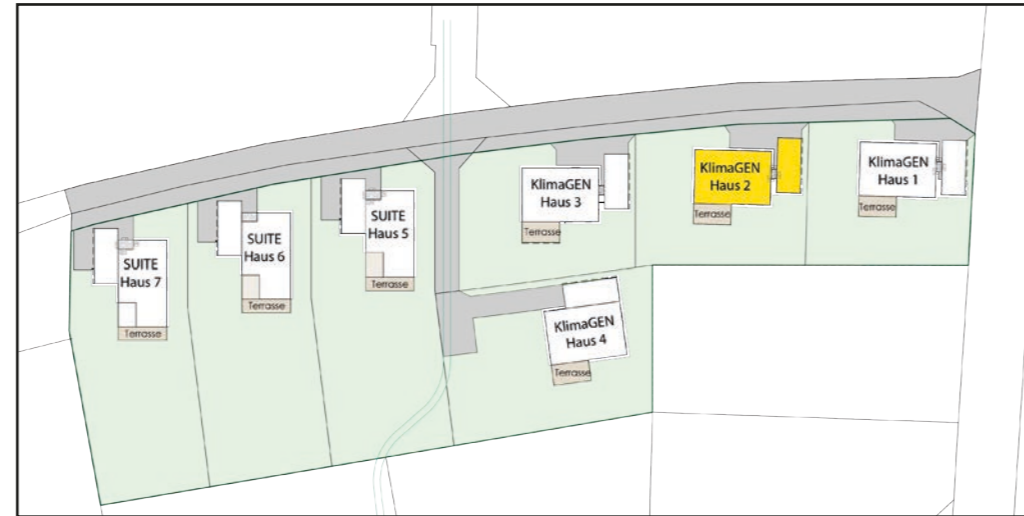 SUITE
Haus 7
Terrasse
SUITE
Haus 6
Terrasse
SUITE
Haus 5
Terrasse
KlimaGEN
Haus 3
Terrasse
KlimaGEN
Haus 2
Terrasse
KlimaGEN
Haus 1
Terrasse
KlimaGEN
Haus 4
Terrasse